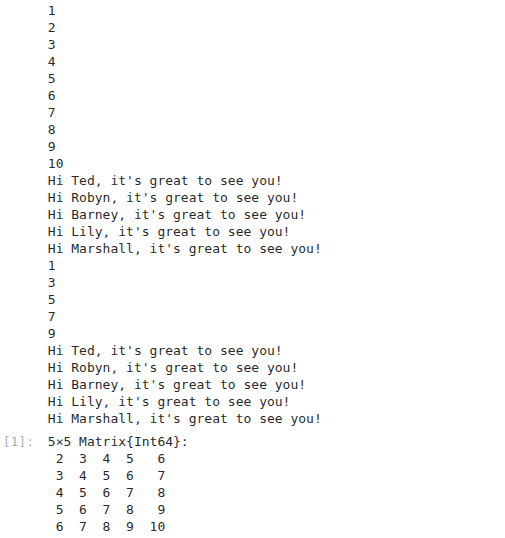 1
2
3
4
5
6
7
8
9
10
Hi Ted, it's great to see you!
Hi Robyn, it's great to see you!
Hi Barney, it's great to see you!
Hi Lily, it's great to see you!
Hi Marshall, it's great to see you!
1
3
5
7
9
Hi Ted, it's great to see you!
Hi Robyn, it's great to see you!
Hi Barney, it's great to see you!
Hi Lily, it's great to see you!
Hi Marshall, it's great to see you!
[1]: 5×5 Matrix{Int64}:
2 3 4 5 6
3 4 5 6 7
4 5 6 7 8
5 6 7 8 9
6 7 8 9 10